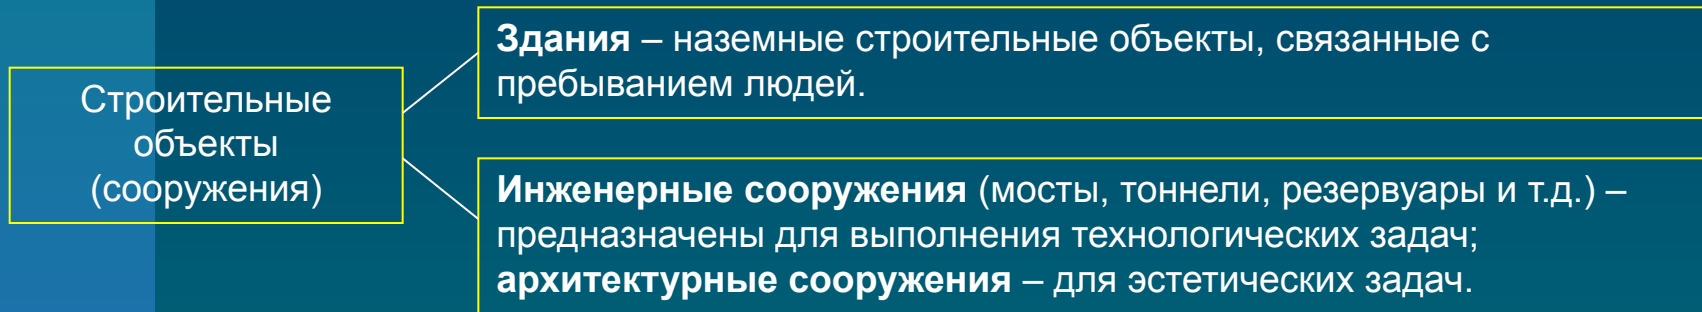 Строительные
объекты
(сооружения)
Здания – наземные строительные объекты, связанные с
пребыванием людей.
Инженерные сооружения (мосты, тоннели, резервуары и т.д.) –
предназначены для выполнения технологических задач;
архитектурные сооружения – для эстетических задач.